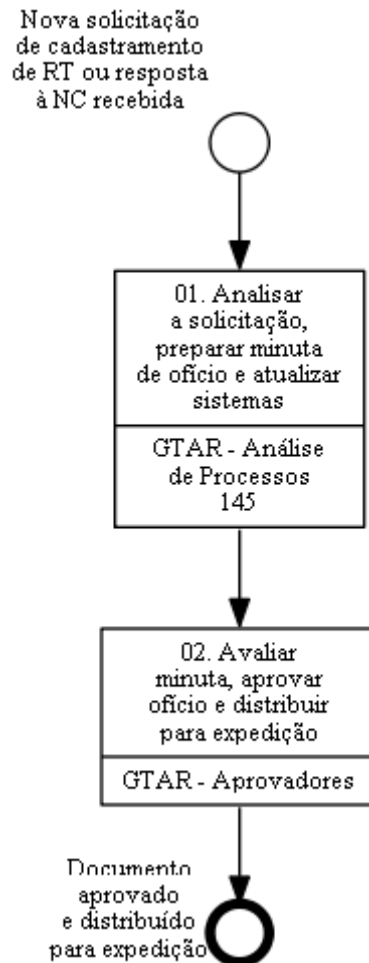 Nova solicitação
de cadastramento
de RT ou resposta
à NC recebida
01. Analisar
a solicitação,
preparar minuta
de ofício e atualizar
sistemas
GTAR - Análise
de Processos
145
02. Avaliar
minuta, aprovar
ofício e distribuir
para expedição
GTAR - Aprovadores
Documento
aprovado
e distribuído
para expedição